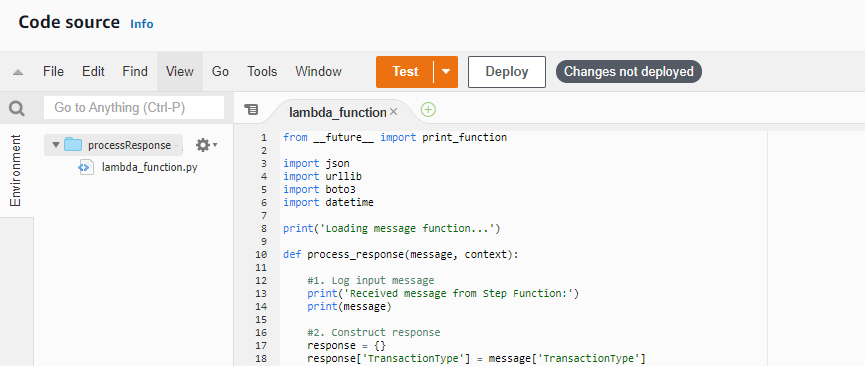 Code source Info
File Edit Find View Go Tools Window Test Deploy Changes not deployed
Go to Anything (Ctrl-P)
lambda_function
Environment
processResponse
lambda_function.py
1 from __future__ import print_function
2
3 import json
4 import urllib
5 import boto3
6 import datetime
7
8 print('Loading message function...')
9
10 def process_response(message, context):
11
12 #1. Log input message
13 print('Received message from Step Function:')
14 print(message)
15
16 #2. Construct response
17 response = {}
18 response['TransactionType'] = message['TransactionType']